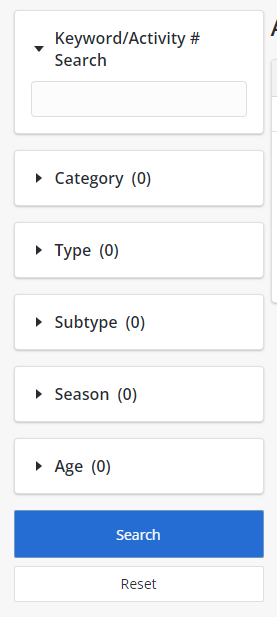 Keyword/Activity #
Search
Category (0)
Type (0)
Subtype (0)
Season (0)
Age (0)
Search
Reset